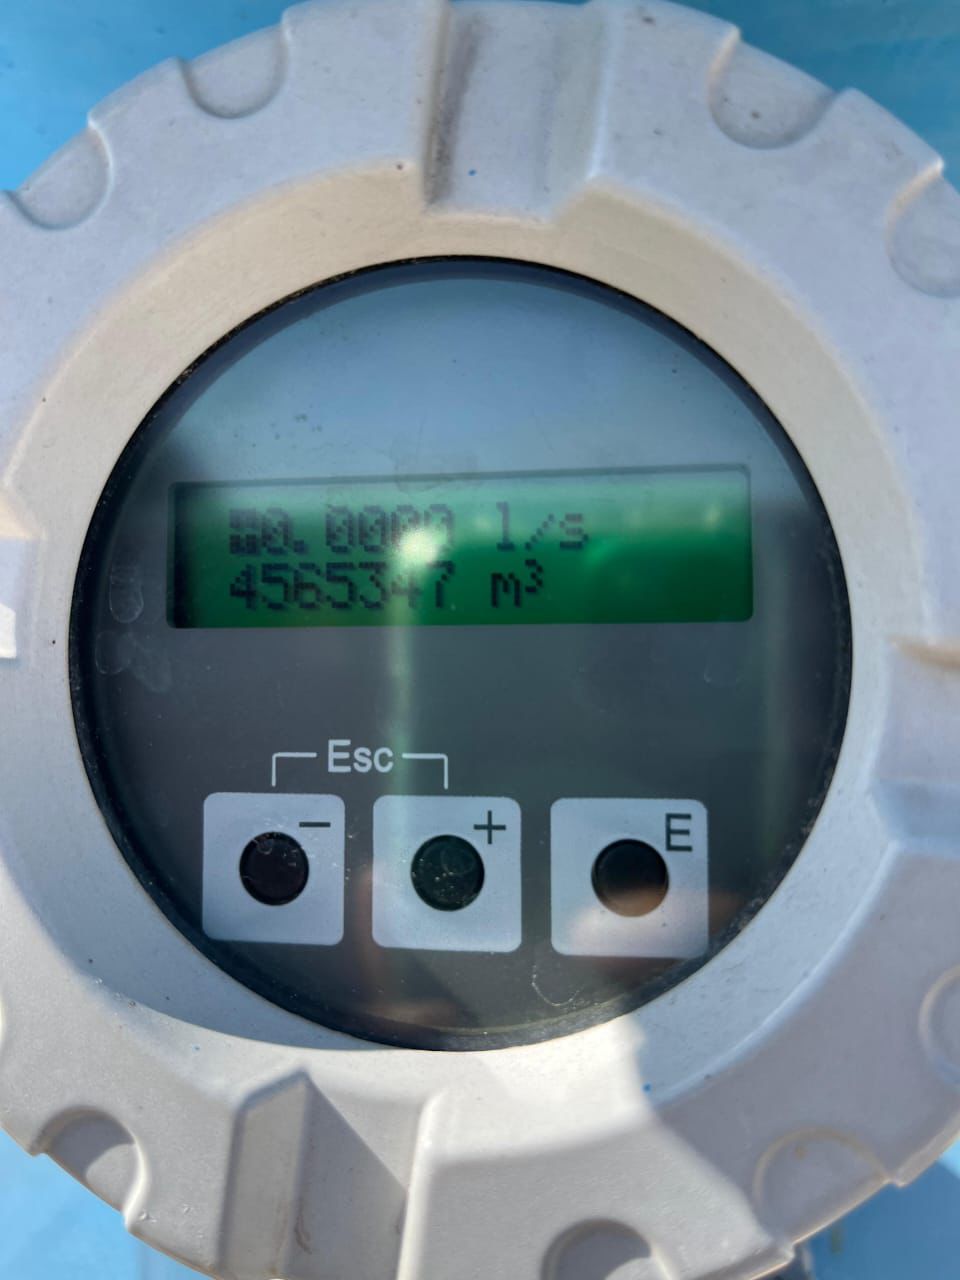 0.0000 l/s
4565347 m³
Esc
- + E